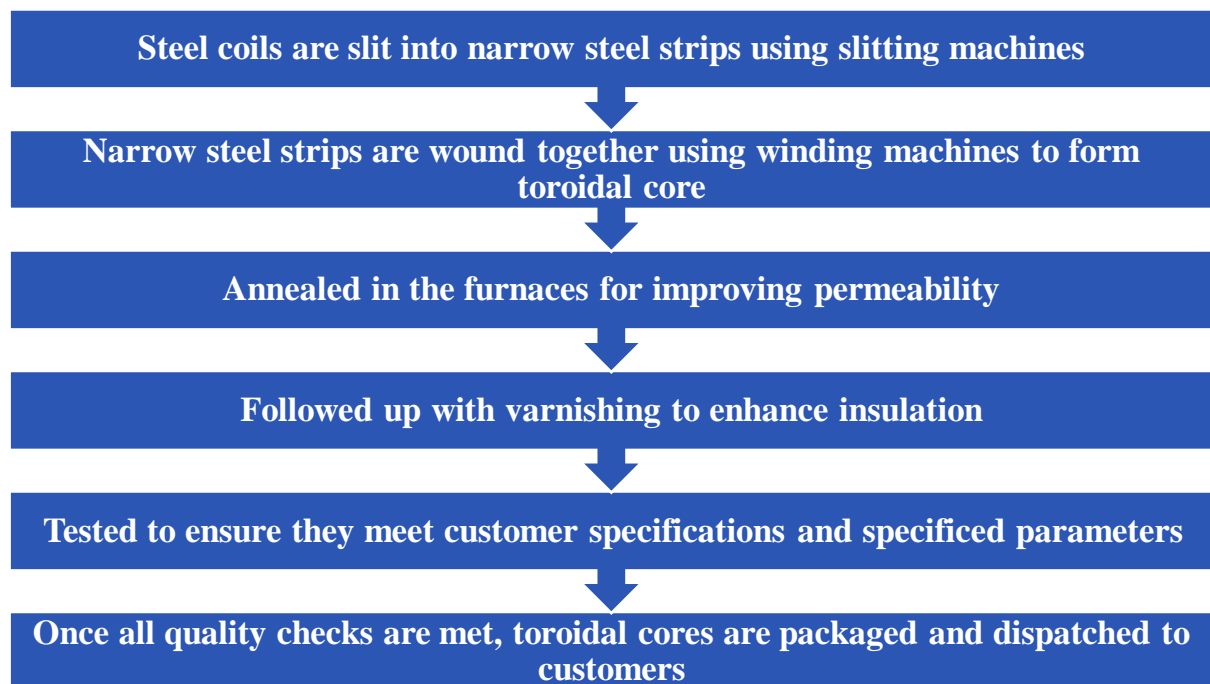 Steel coils are slit into narrow steel strips using slitting machines
Narrow steel strips are wound together using winding machines to form
toroidal core
Annealed in the furnaces for improving permeability
Followed up with varnishing to enhance insulation
Tested to ensure they meet customer specifications and specificed parameters
Once all quality checks are met, toroidal cores are packaged and dispatched to
customers